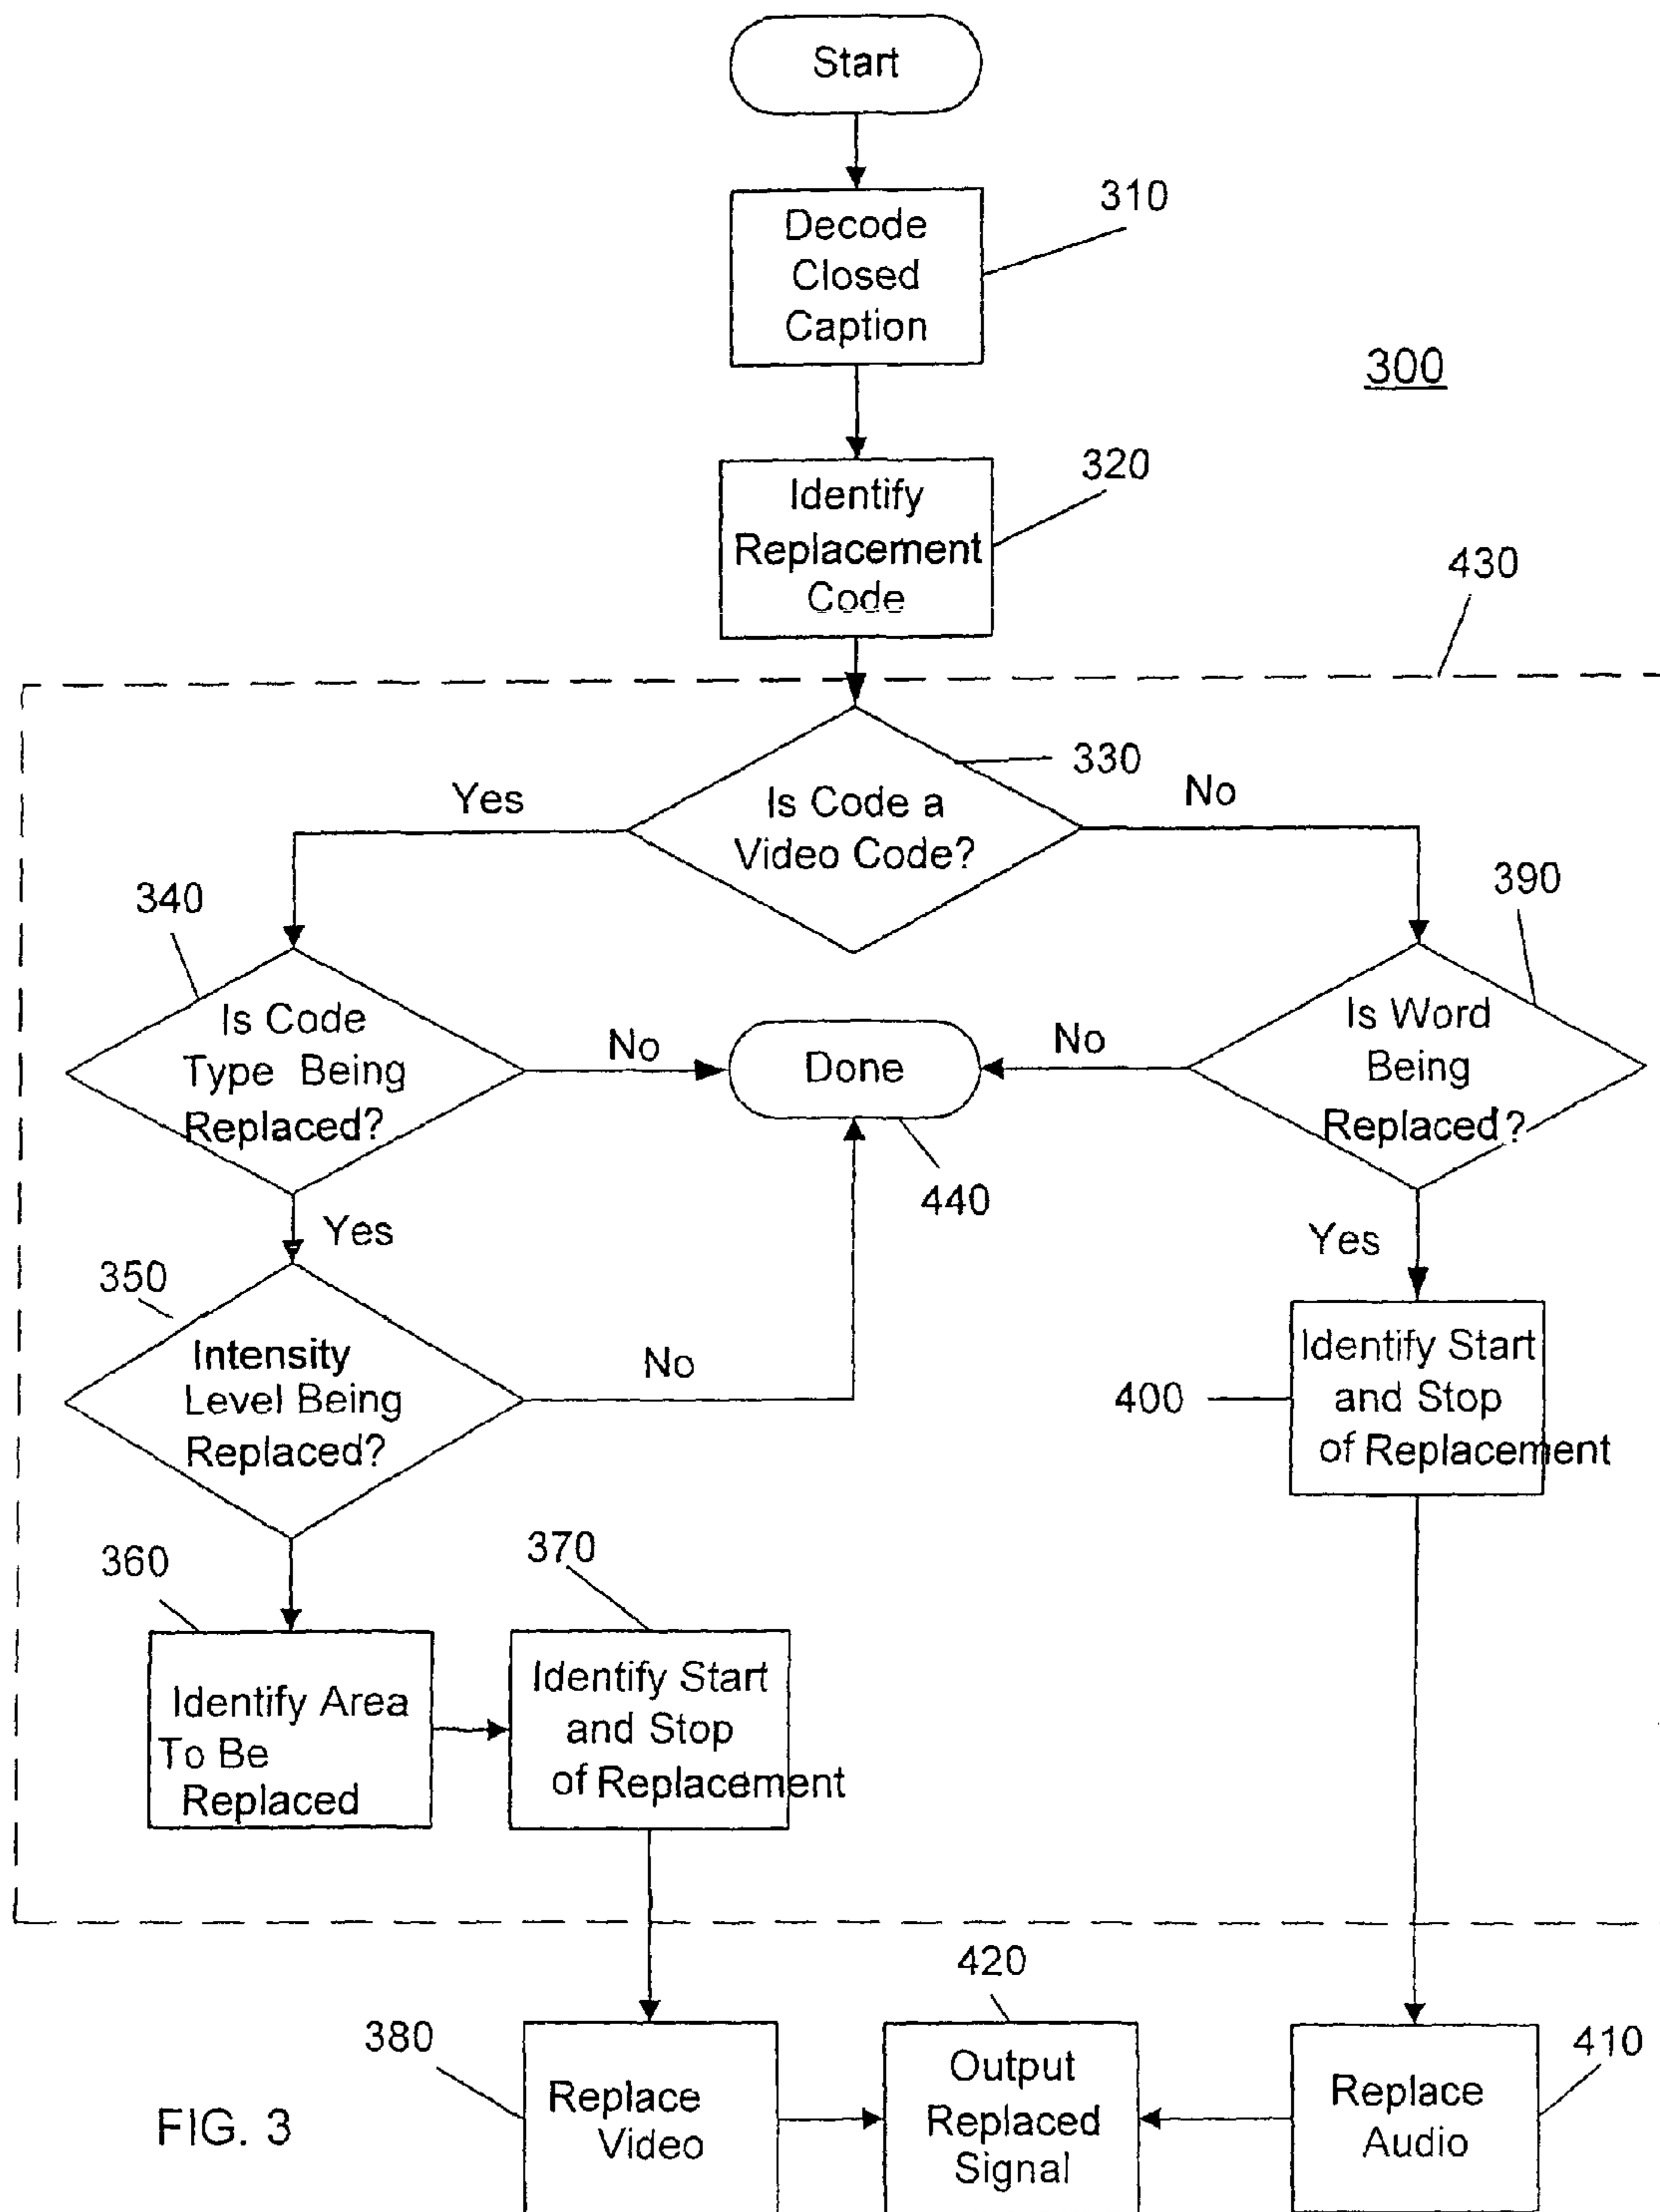 Start
310
Decode
Closed
Caption
300
320
Identify
Replacement
Code
430
330
Is Code a
Video Code?
Yes
No
340
Is Code
Type Being
Replaced?
No
Done
440
No
390
Is Word
Being
Replaced?
Yes
Yes
350
Intensity
Level Being
Replaced?
No
400
Identify Start
and Stop
of Replacement
360
Identify Area
To Be
Replaced
370
Identify Start
and Stop
of Replacement
380
Replace
Video
420
Output
Replaced
Signal
410
Replace
Audio
FIG. 3